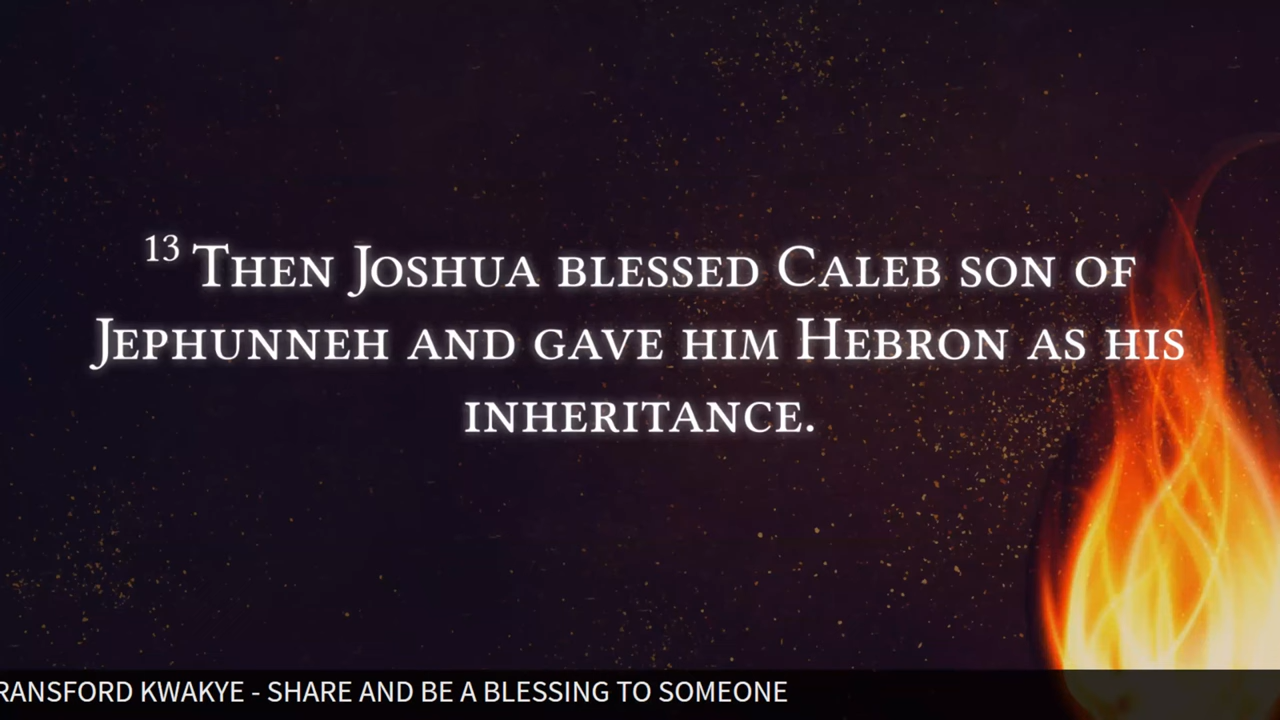 13 Then Joshua blessed Caleb son of
Jephunneh and gave him Hebron as his
inheritance.
RANSFORD KWAKYE - SHARE AND BE A BLESSING TO SOMEONE